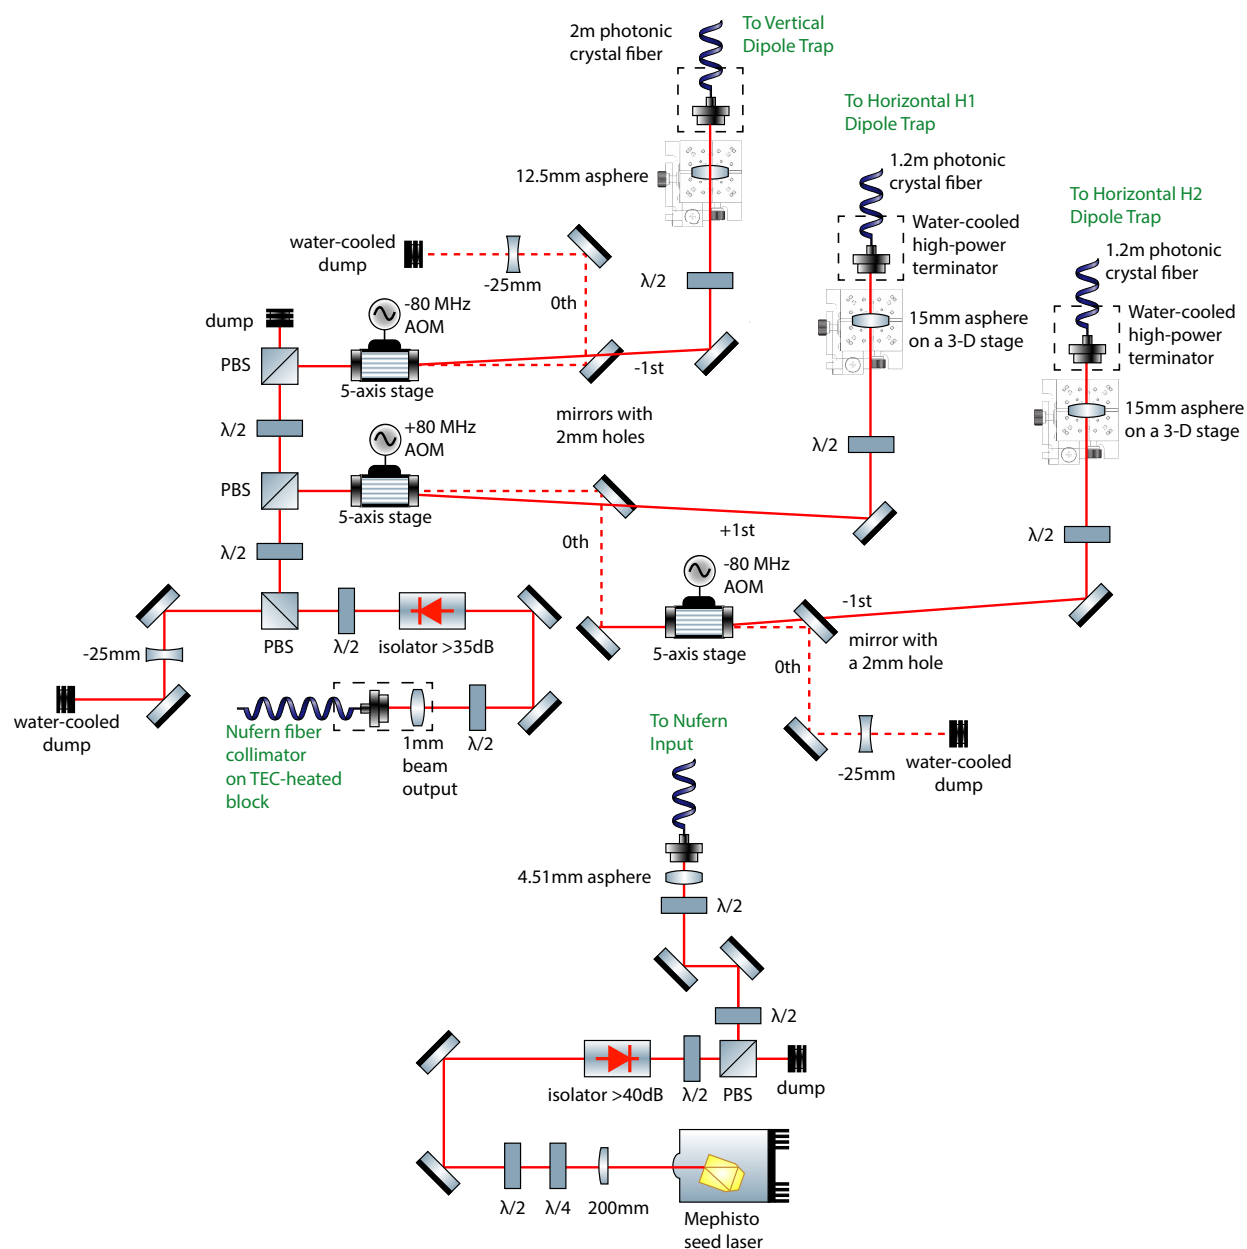 2m photonic
crystal fiber
To Vertical
Dipole Trap
To Horizontal H1
Dipole Trap
12.5mm asphere
1.2m photonic
crystal fiber
To Horizontal H2
Dipole Trap
water-cooled
dump
-25mm
0th
λ/2
Water-cooled
high-power
terminator
1.2m photonic
crystal fiber
dump
-80 MHz
AOM
PBS
5-axis stage
-1st
15mm asphere
on a 3-D stage
Water-cooled
high-power
terminator
λ/2
+80 MHz
AOM
mirrors with
2mm holes
λ/2
15mm asphere
on a 3-D stage
PBS
5-axis stage
+1st
λ/2
0th
-80 MHz
AOM
λ/2
-1st
PBS
λ/2
isolator >35dB
5-axis stage
mirror with
a 2mm hole
-25mm
0th
water-cooled
dump
Nufern fiber
collimator
on TEC-heated
block
1mm
beam
output
λ/2
To Nufern
Input
-25mm
water-cooled
dump
4.51mm asphere
λ/2
λ/2
isolator >40dB
λ/2
PBS
dump
λ/2
λ/4
200mm
Mephisto
seed laser